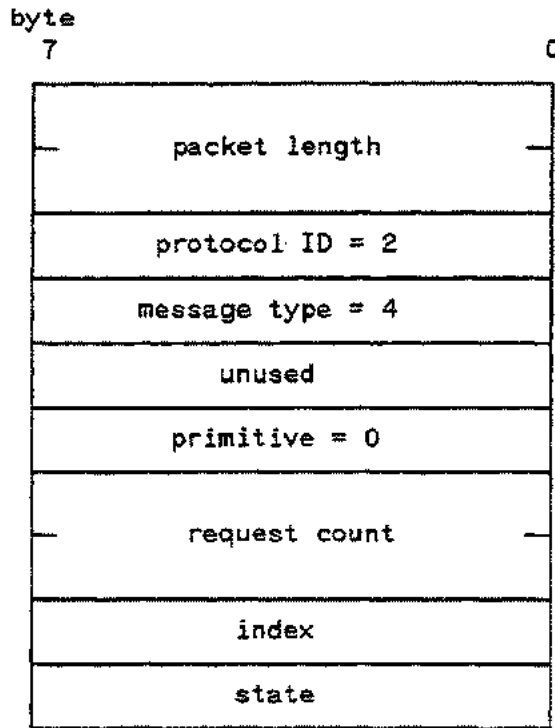 byte
7 0
packet length
protocol ID = 2
message type = 4
unused
primitive = 0
request count
index
state